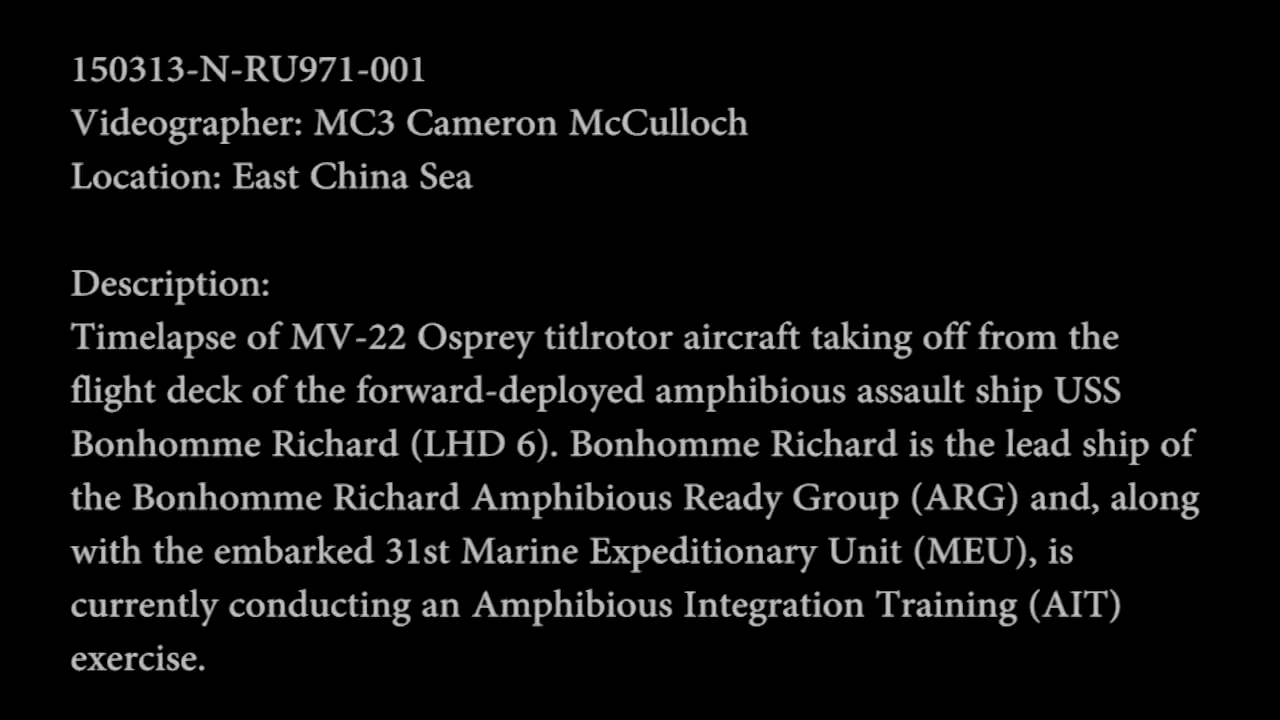 150313-N-RU971-001
Videographer: MC3 Cameron McCulloch
Location: East China Sea
Description:
Timelapse of MV-22 Osprey titlrotor aircraft taking off from the
flight deck of the forward-deployed amphibious assault ship USS
Bonhomme Richard (LHD 6). Bonhomme Richard is the lead ship of
the Bonhomme Richard Amphibious Ready Group (ARG) and, along
with the embarked 31st Marine Expeditionary Unit (MEU), is
currently conducting an Amphibious Integration Training (AIT)
exercise.